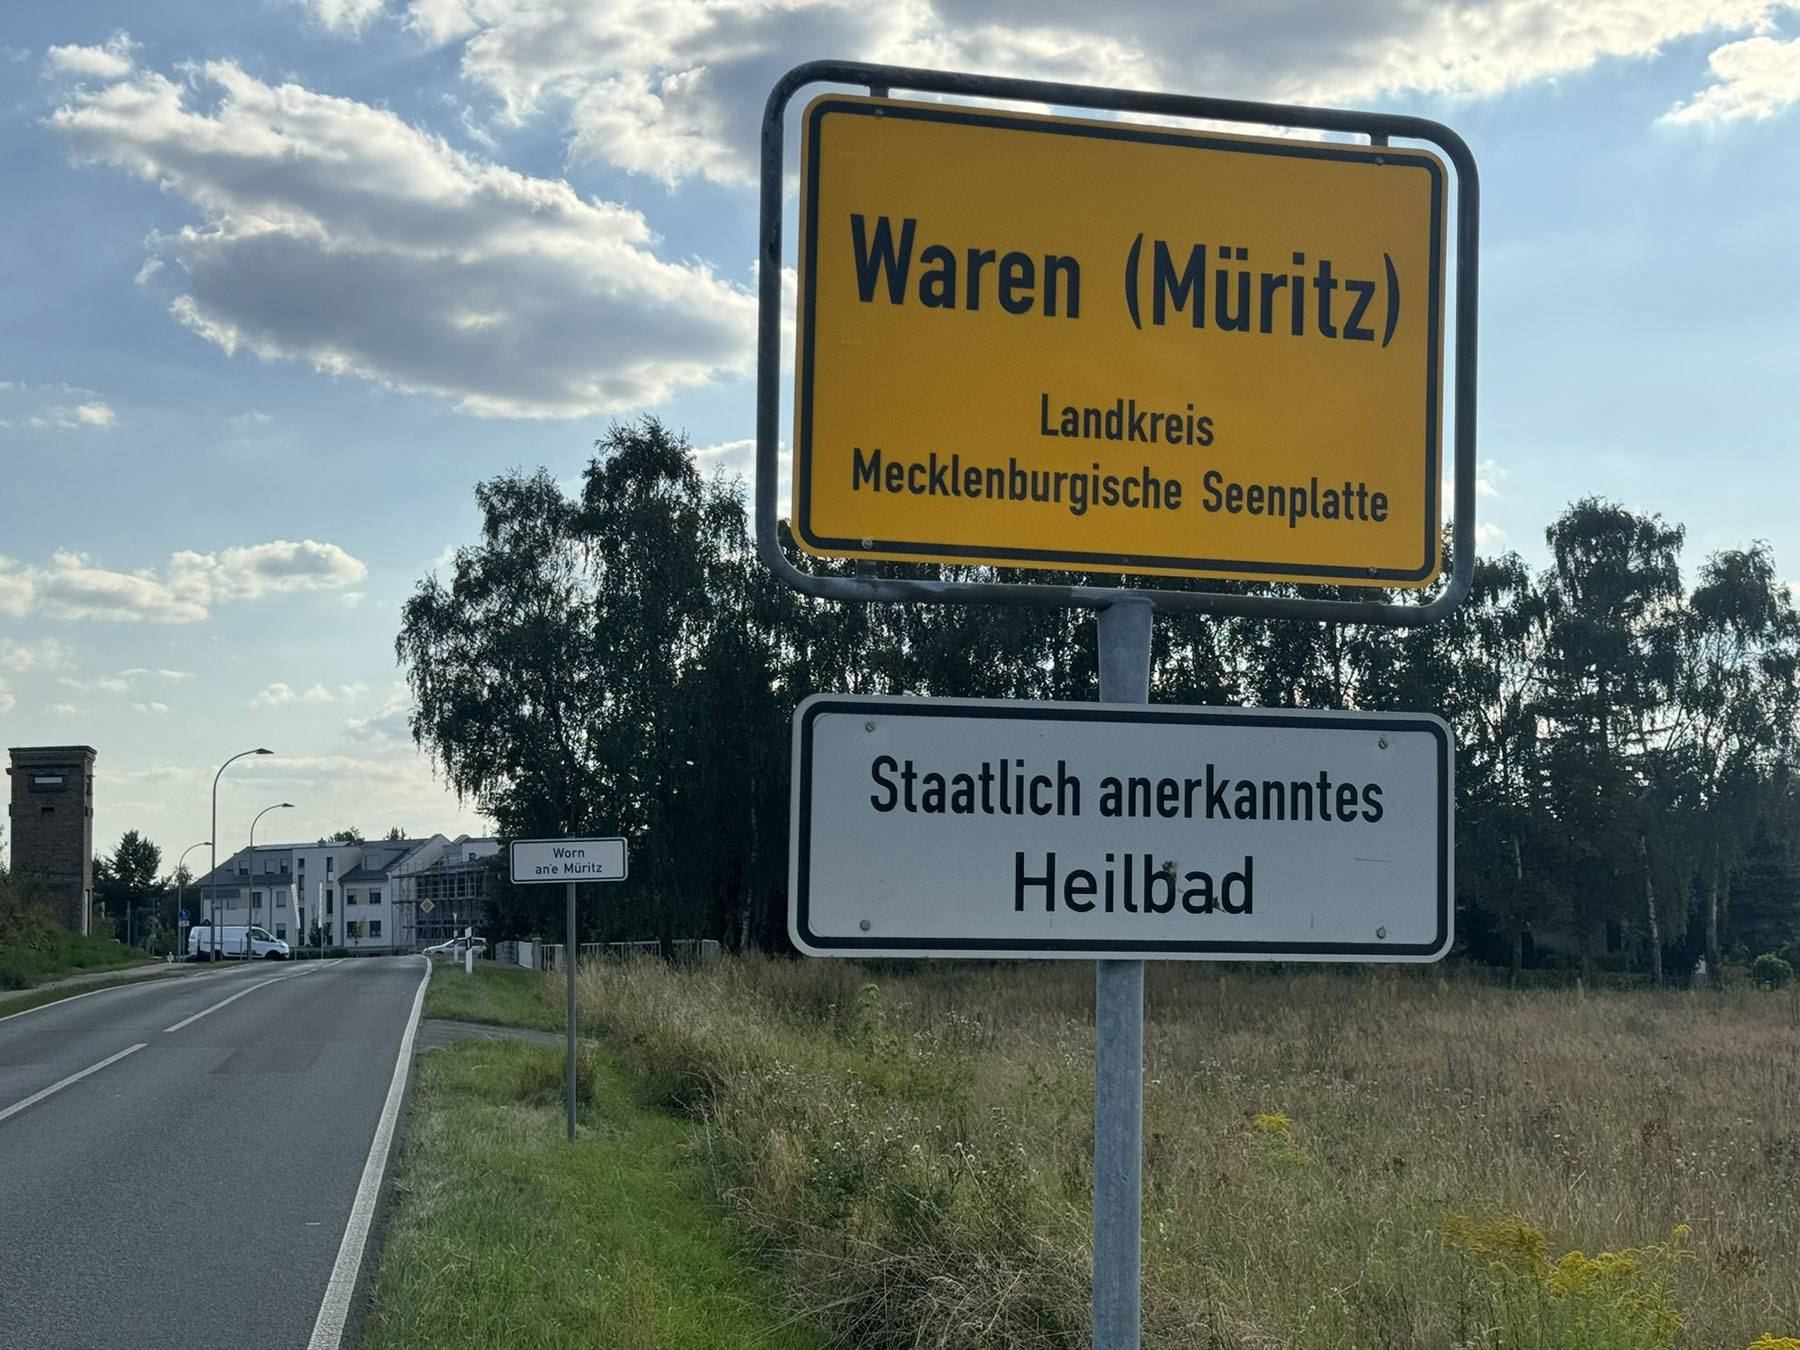 Waren (Müritz)
Landkreis
Mecklenburgische Seenplatte
Staatlich anerkanntes
Heilbad
Worn
an'e Müritz